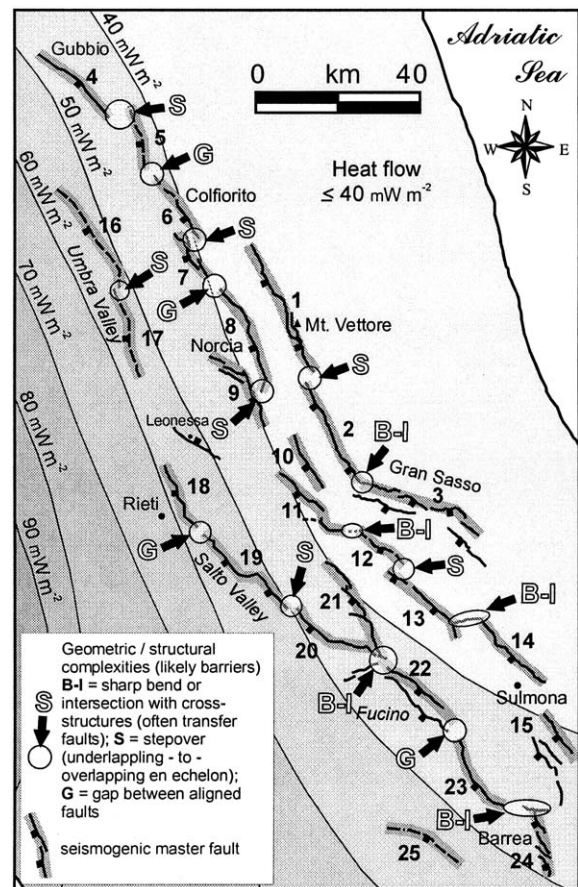 Adriatic
Sea
Gubbio
40 mW m⁻²
4
0
km
40
S
50 mW m⁻²
5
N
W
E
S
G
Heat flow
≤ 40 mW m⁻²
60 mW m⁻²
Colfiorito
16
6
S
70 mW m⁻²
Umbra Valley
S
7
1
G
Mt. Vettore
17
8
80 mW m⁻²
Norcia
9
S
Leonessa
S
2
B-I
10
Gran Sasso
3
90 mW m⁻²
18
Rieti
11
B-I
G
19
12
S
Salto Valley
S
21
13
B-I
20
14
22
B-I
Fucino
Sulmona
15
G
23
B-I
Barrea
25
24
Geometric / structural
complexities (likely barriers)
B-I = sharp bend or
intersection with cross-
structures (often transfer
faults); S = stepover
(underlappling - to -
overlapping en echelon);
G = gap between aligned
faults
S
seismogenic master fault